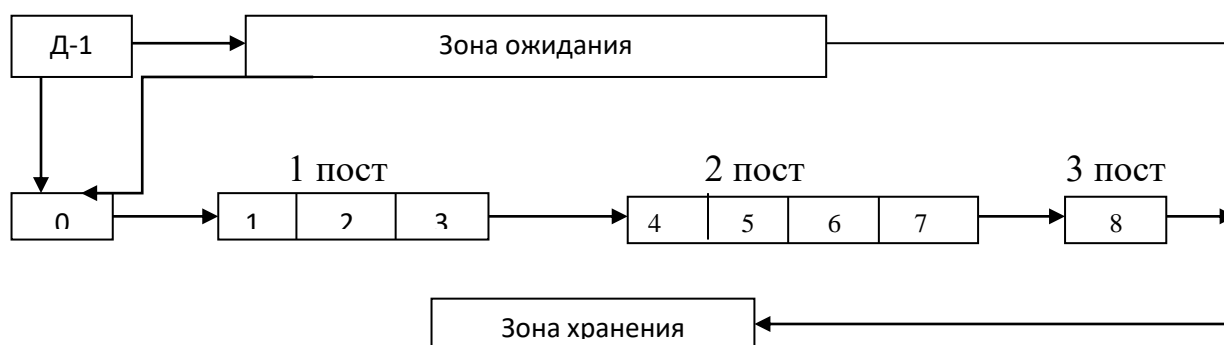 Д-1 Зона ожидания
1 пост 2 пост 3 пост
0 1 2 3 4 5 6 7 8
Зона хранения